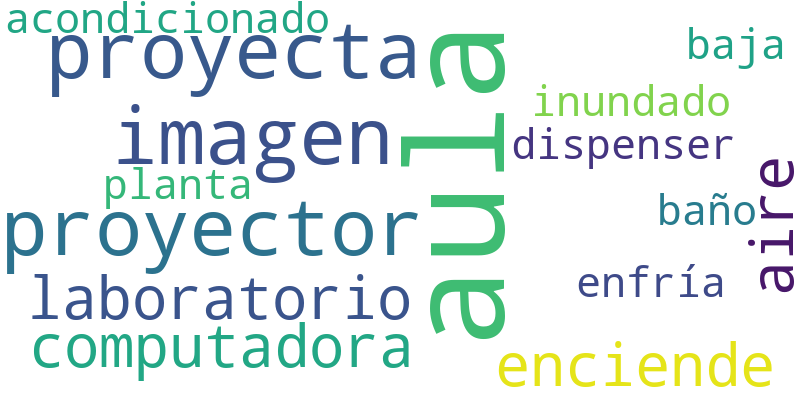 acondicionado
proyecta
baja
aula
inundado
imagen
dispenser
planta
aire
baño
proyector
enfría
laboratorio
computadora
enciende